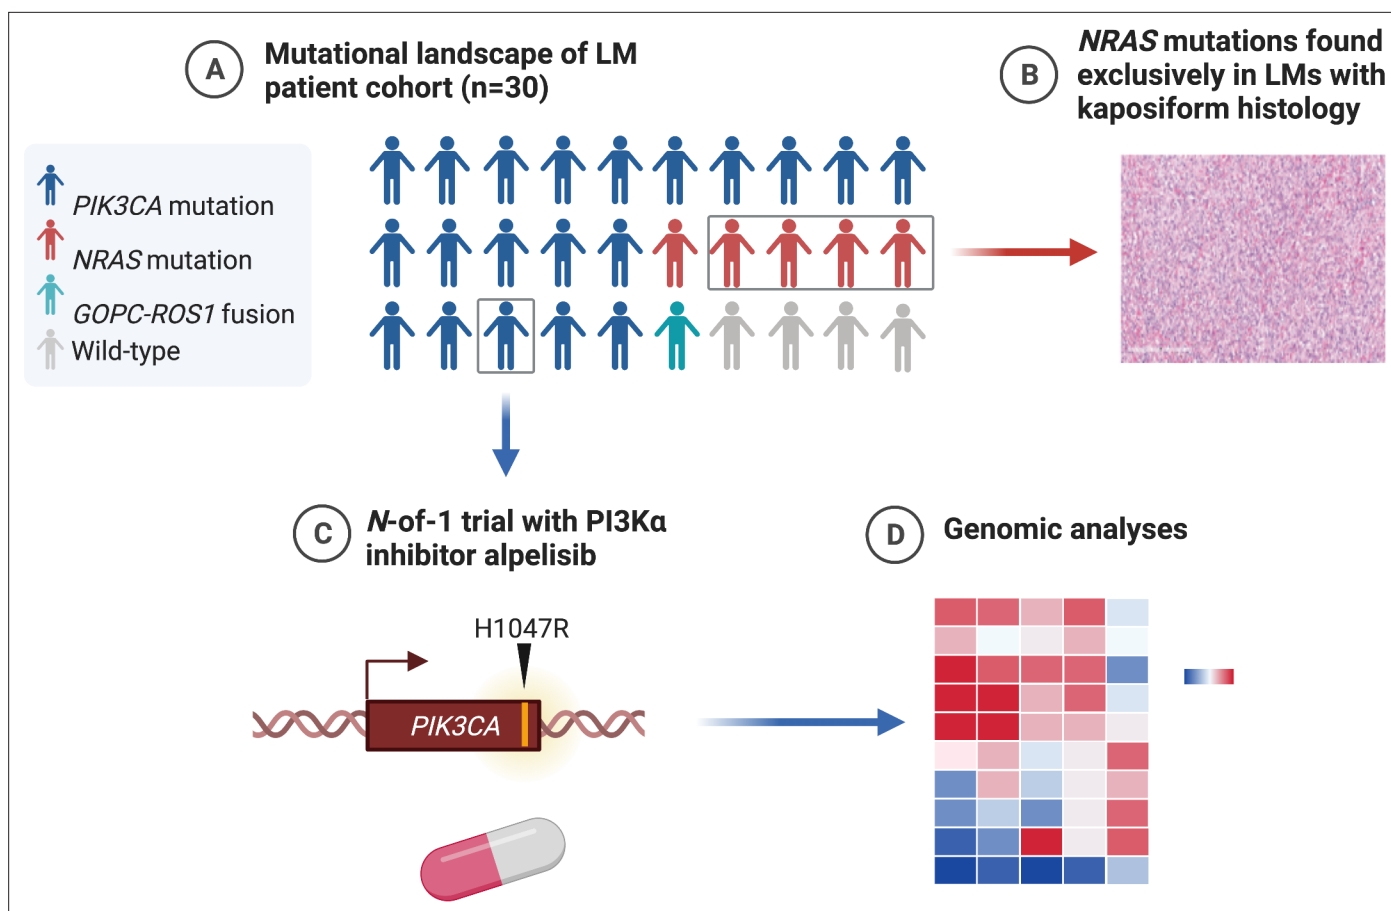 A
Mutational landscape of LM
patient cohort (n=30)
B
NRAS mutations found
exclusively in LMs with
kaposiform histology
PIK3CA mutation
NRAS mutation
GOPC-ROS1 fusion
Wild-type
C
N-of-1 trial with PI3Kα
inhibitor alpelisib
D
Genomic analyses
H1047R
PIK3CA